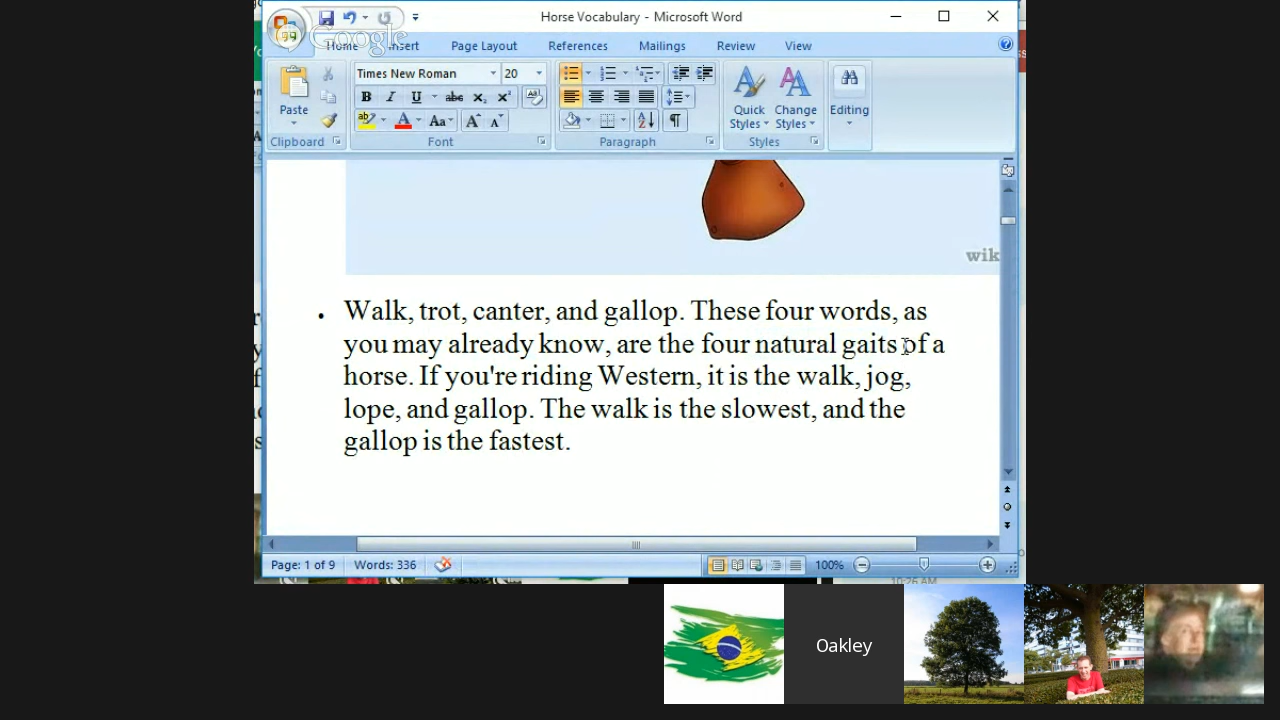 Horse Vocabulary - Microsoft Word
Google
Home Insert Page Layout References Mailings Review View
Times New Roman 20
Paste
Quick Styles
Change Styles
Editing
Clipboard Font Paragraph Styles
wik
• Walk, trot, canter, and gallop. These four words, as
you may already know, are the four natural gaits of a
horse. If you're riding Western, it is the walk, jog,
lope, and gallop. The walk is the slowest, and the
gallop is the fastest.
Page: 1 of 9 Words: 336 100%
10:26 AM
Oakley